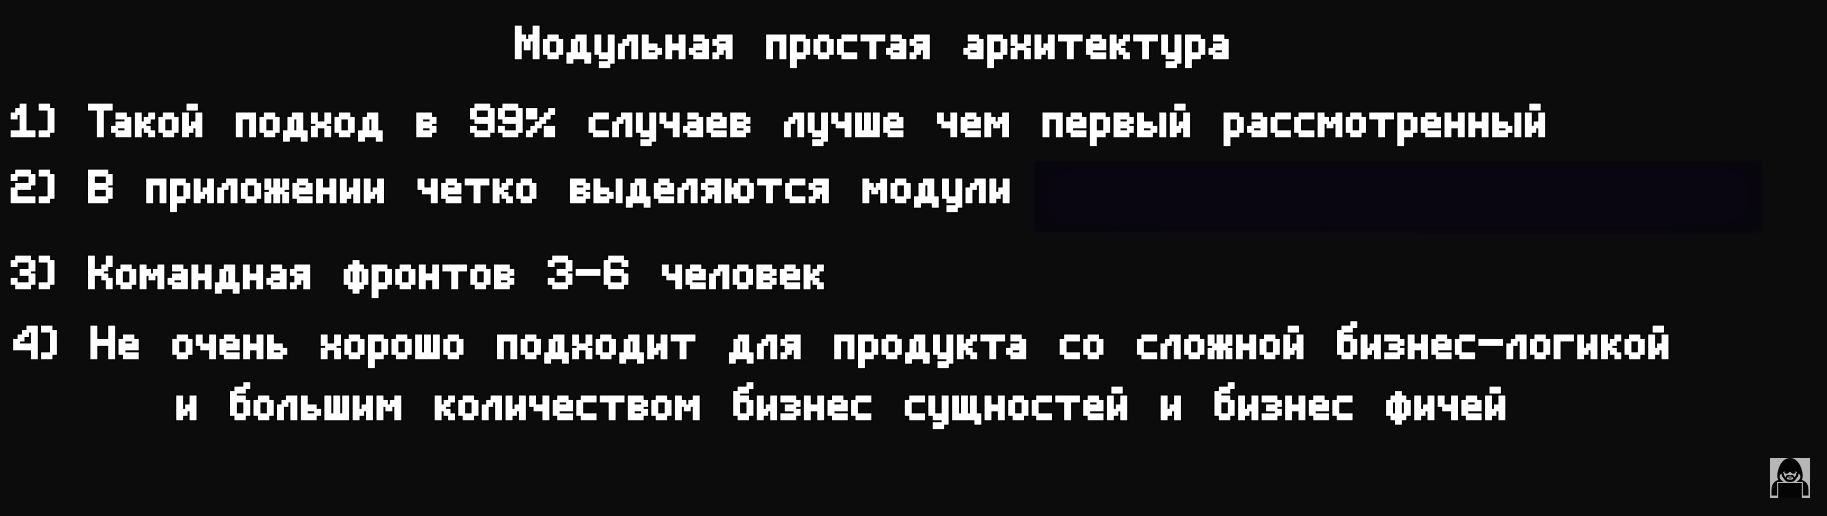 Модульная простая архитектура
1) Такой подход в 99% случаев лучше чем первый рассмотренный
2) В приложении четко выделяются модули
3) Командная фронтов 3-6 человек
4) Не очень хорошо подходит для продукта со сложной бизнес-логикой
и большим количеством бизнес сущностей и бизнес фичей